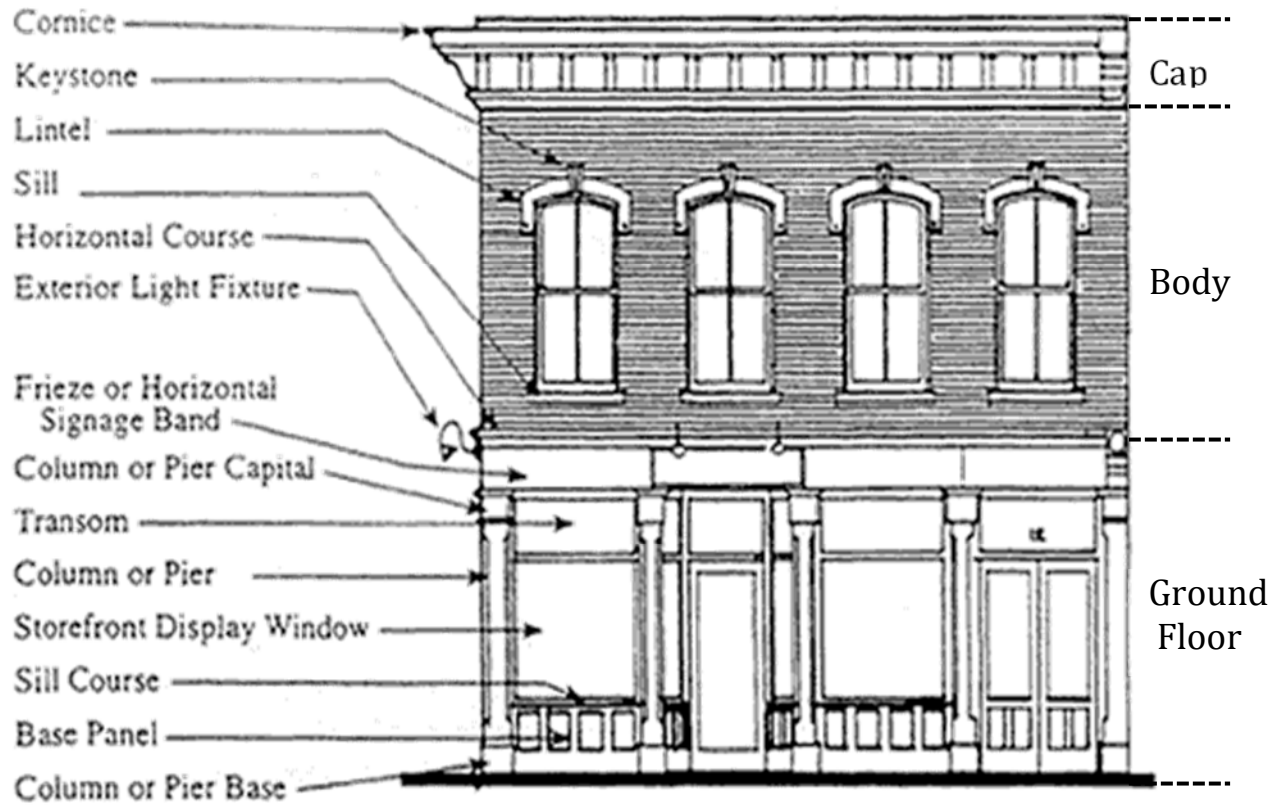 Cornice
Keystone
Lintel
Sill
Horizontal Course
Exterior Light Fixture
Frieze or Horizontal
Signage Band
Column or Pier Capital
Transom
Column or Pier
Storefront Display Window
Sill Course
Base Panel
Column or Pier Base
Cap
Body
Ground
Floor